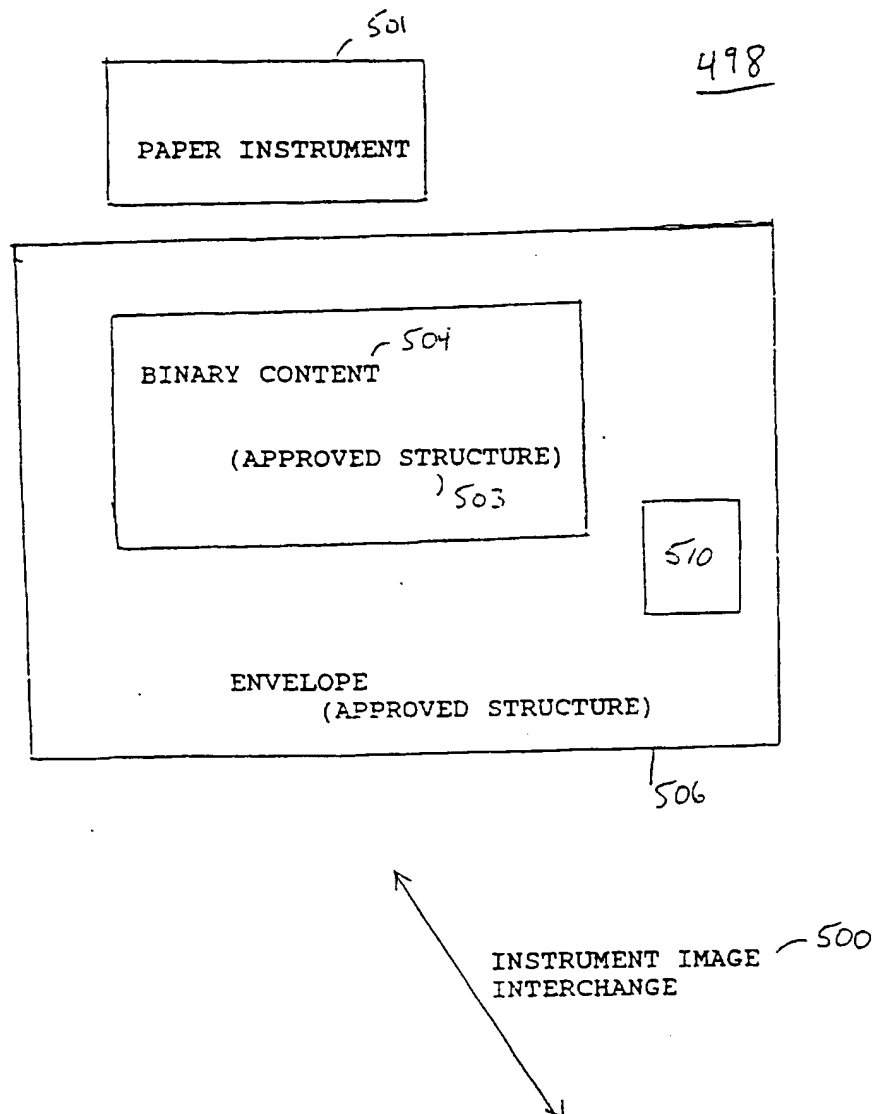 501
498
PAPER INSTRUMENT
504
BINARY CONTENT
(APPROVED STRUCTURE)
503
510
ENVELOPE
(APPROVED STRUCTURE)
506
500
INSTRUMENT IMAGE
INTERCHANGE